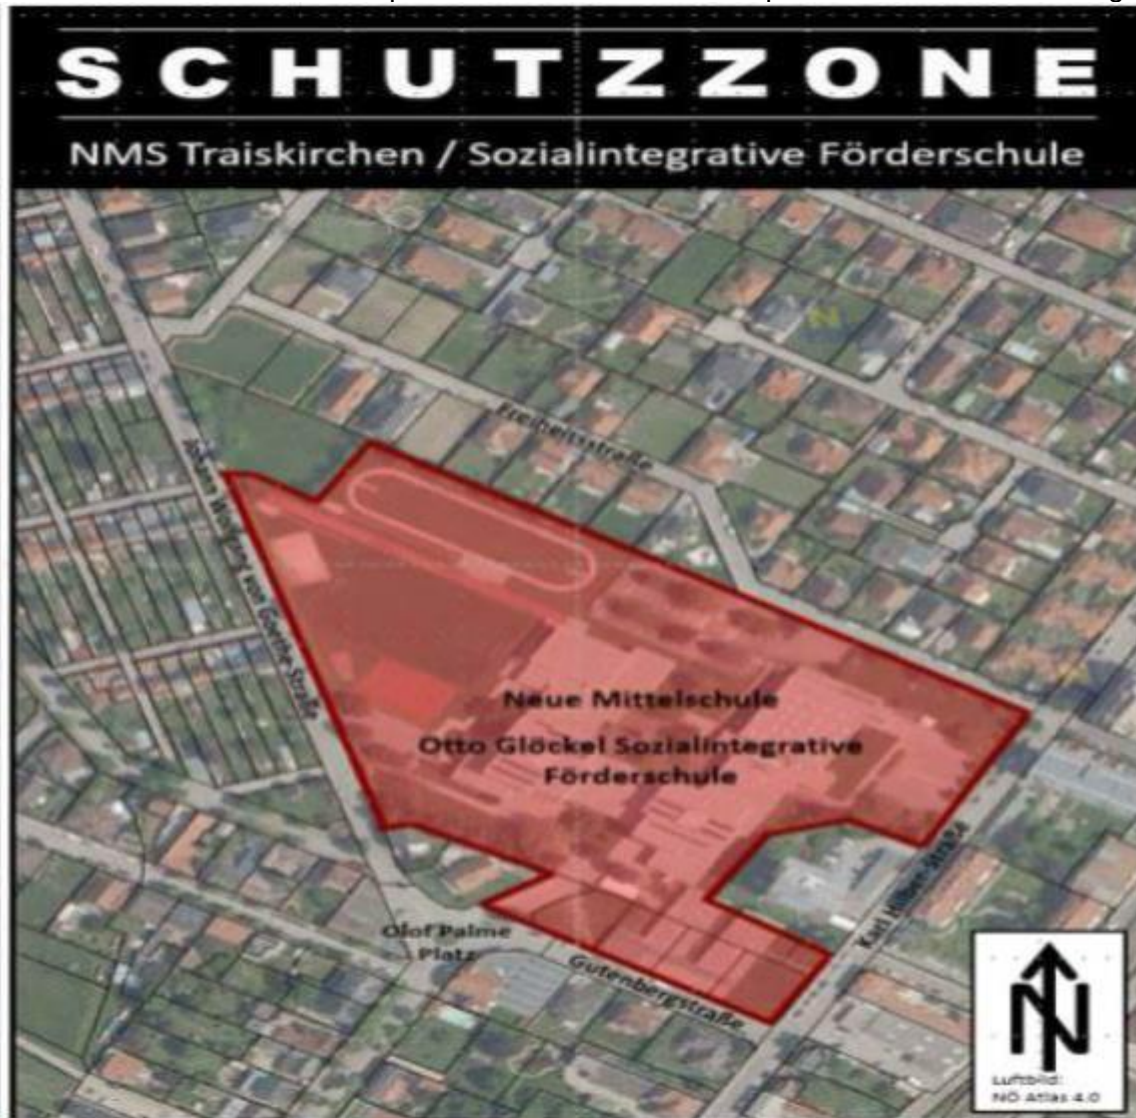 SCHUTZZONE
NMS Traiskirchen / Sozialintegrative Förderschule
Freiheitsstraße
Johann Wolfgang von Goethe-Straße
Neue Mittelschule
Otto Glöckel Sozialintegrative
Förderschule
Karl Hilber-Straße
Olof Palme
Platz
Gutenbergstraße
N
Luftbild:
NÖ Atlas 4.0